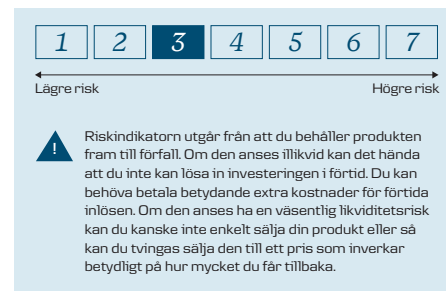 1 2 3 4 5 6 7
Lägre risk Högre risk
! Riskindikatorn utgår från att du behåller produkten
fram till förfall. Om den anses illikvid kan det hända
att du inte kan lösa in investeringen i förtid. Du kan
behöva betala betydande extra kostnader för förtida
inlösen. Om den anses ha en väsentlig likviditetsrisk
kan du kanske inte enkelt sälja din produkt eller så
kan du tvingas sälja den till ett pris som inverkar
betydligt på hur mycket du får tillbaka.